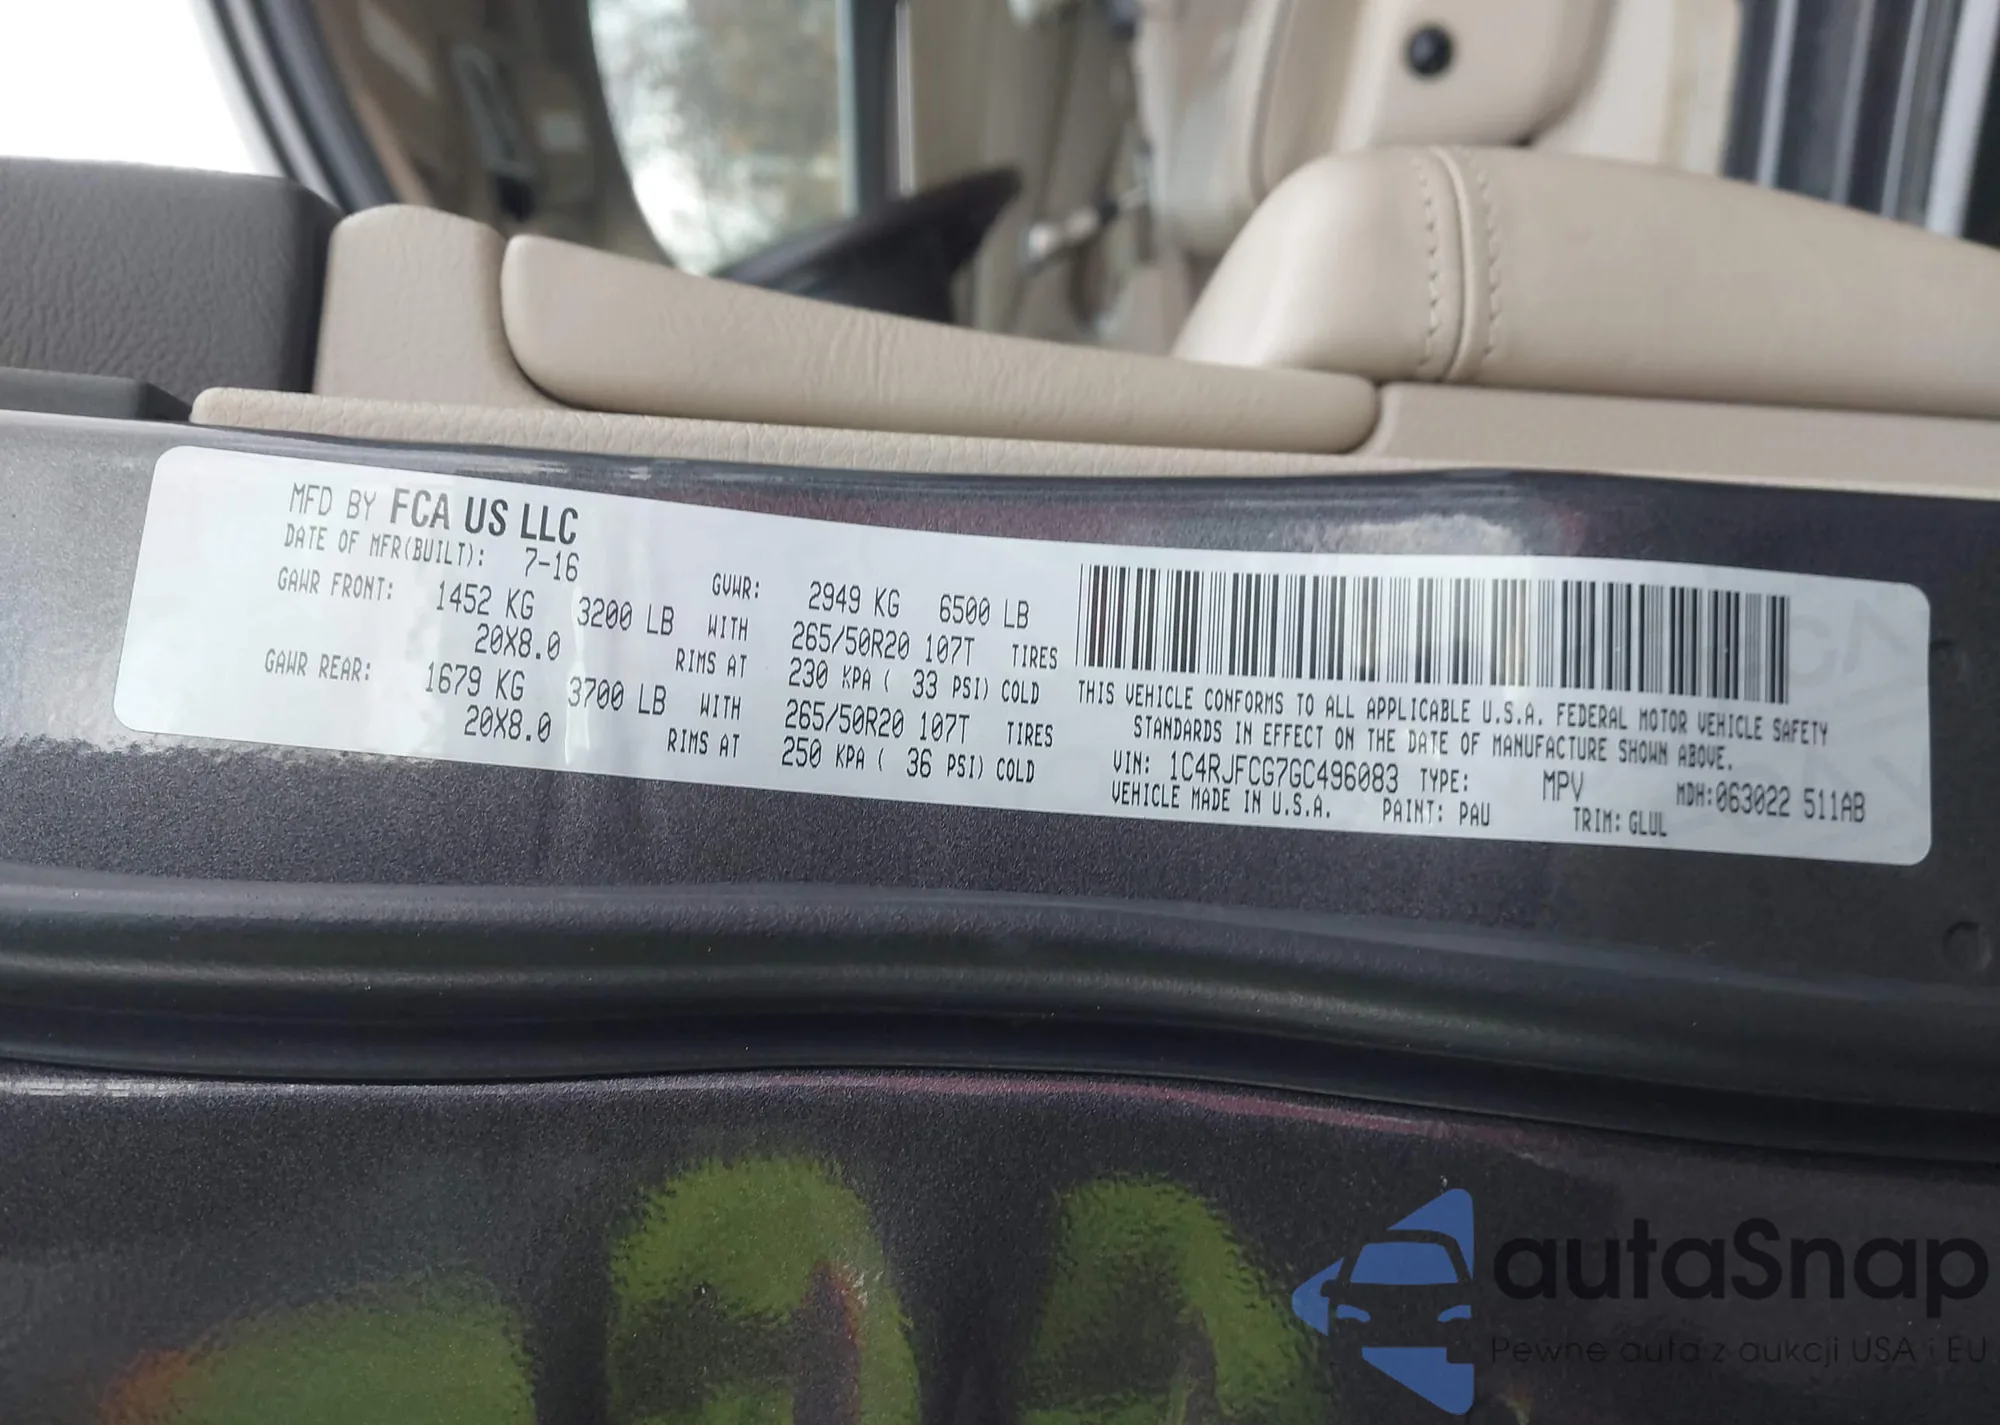 MFD BY FCA US LLC
DATE OF MFR(BUILT): 7-16 GVWR: 2949 KG 6500 LB
GAWR FRONT: 1452 KG 3200 LB WITH 265/50R20 107T TIRES
20X8.0 RIMS AT 230 KPA ( 33 PSI) COLD
GAWR REAR: 1679 KG 3700 LB WITH 265/50R20 107T TIRES
20X8.0 RIMS AT 250 KPA ( 36 PSI) COLD
THIS VEHICLE CONFORMS TO ALL APPLICABLE U.S.A. FEDERAL MOTOR VEHICLE SAFETY
STANDARDS IN EFFECT ON THE DATE OF MANUFACTURE SHOWN ABOVE.
VIN: 1C4RJFCG7GC496083 TYPE: MPV MDH:063022 511AB
VEHICLE MADE IN U.S.A. PAINT: PAU TRIM: GLUL
autaSnap
Pewne auta z aukcji USA i EU